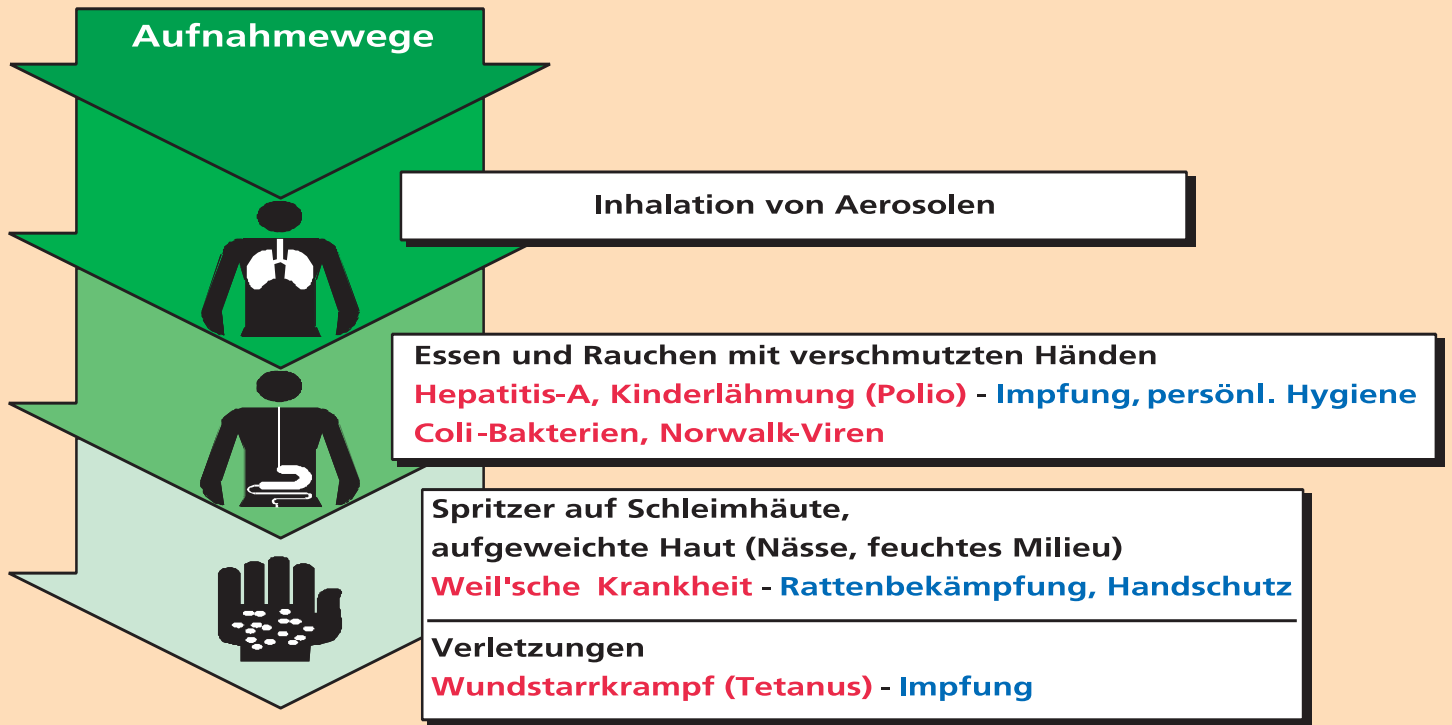 Aufnahmewege
Inhalation von Aerosolen
Essen und Rauchen mit verschmutzten Händen
Hepatitis-A, Kinderlähmung (Polio) - Impfung, persönl. Hygiene
Coli-Bakterien, Norwalk-Viren
Spritzer auf Schleimhäute,
aufgeweichte Haut (Nässe, feuchtes Milieu)
Weil'sche Krankheit - Rattenbekämpfung, Handschutz
Verletzungen
Wundstarrkrampf (Tetanus) - Impfung